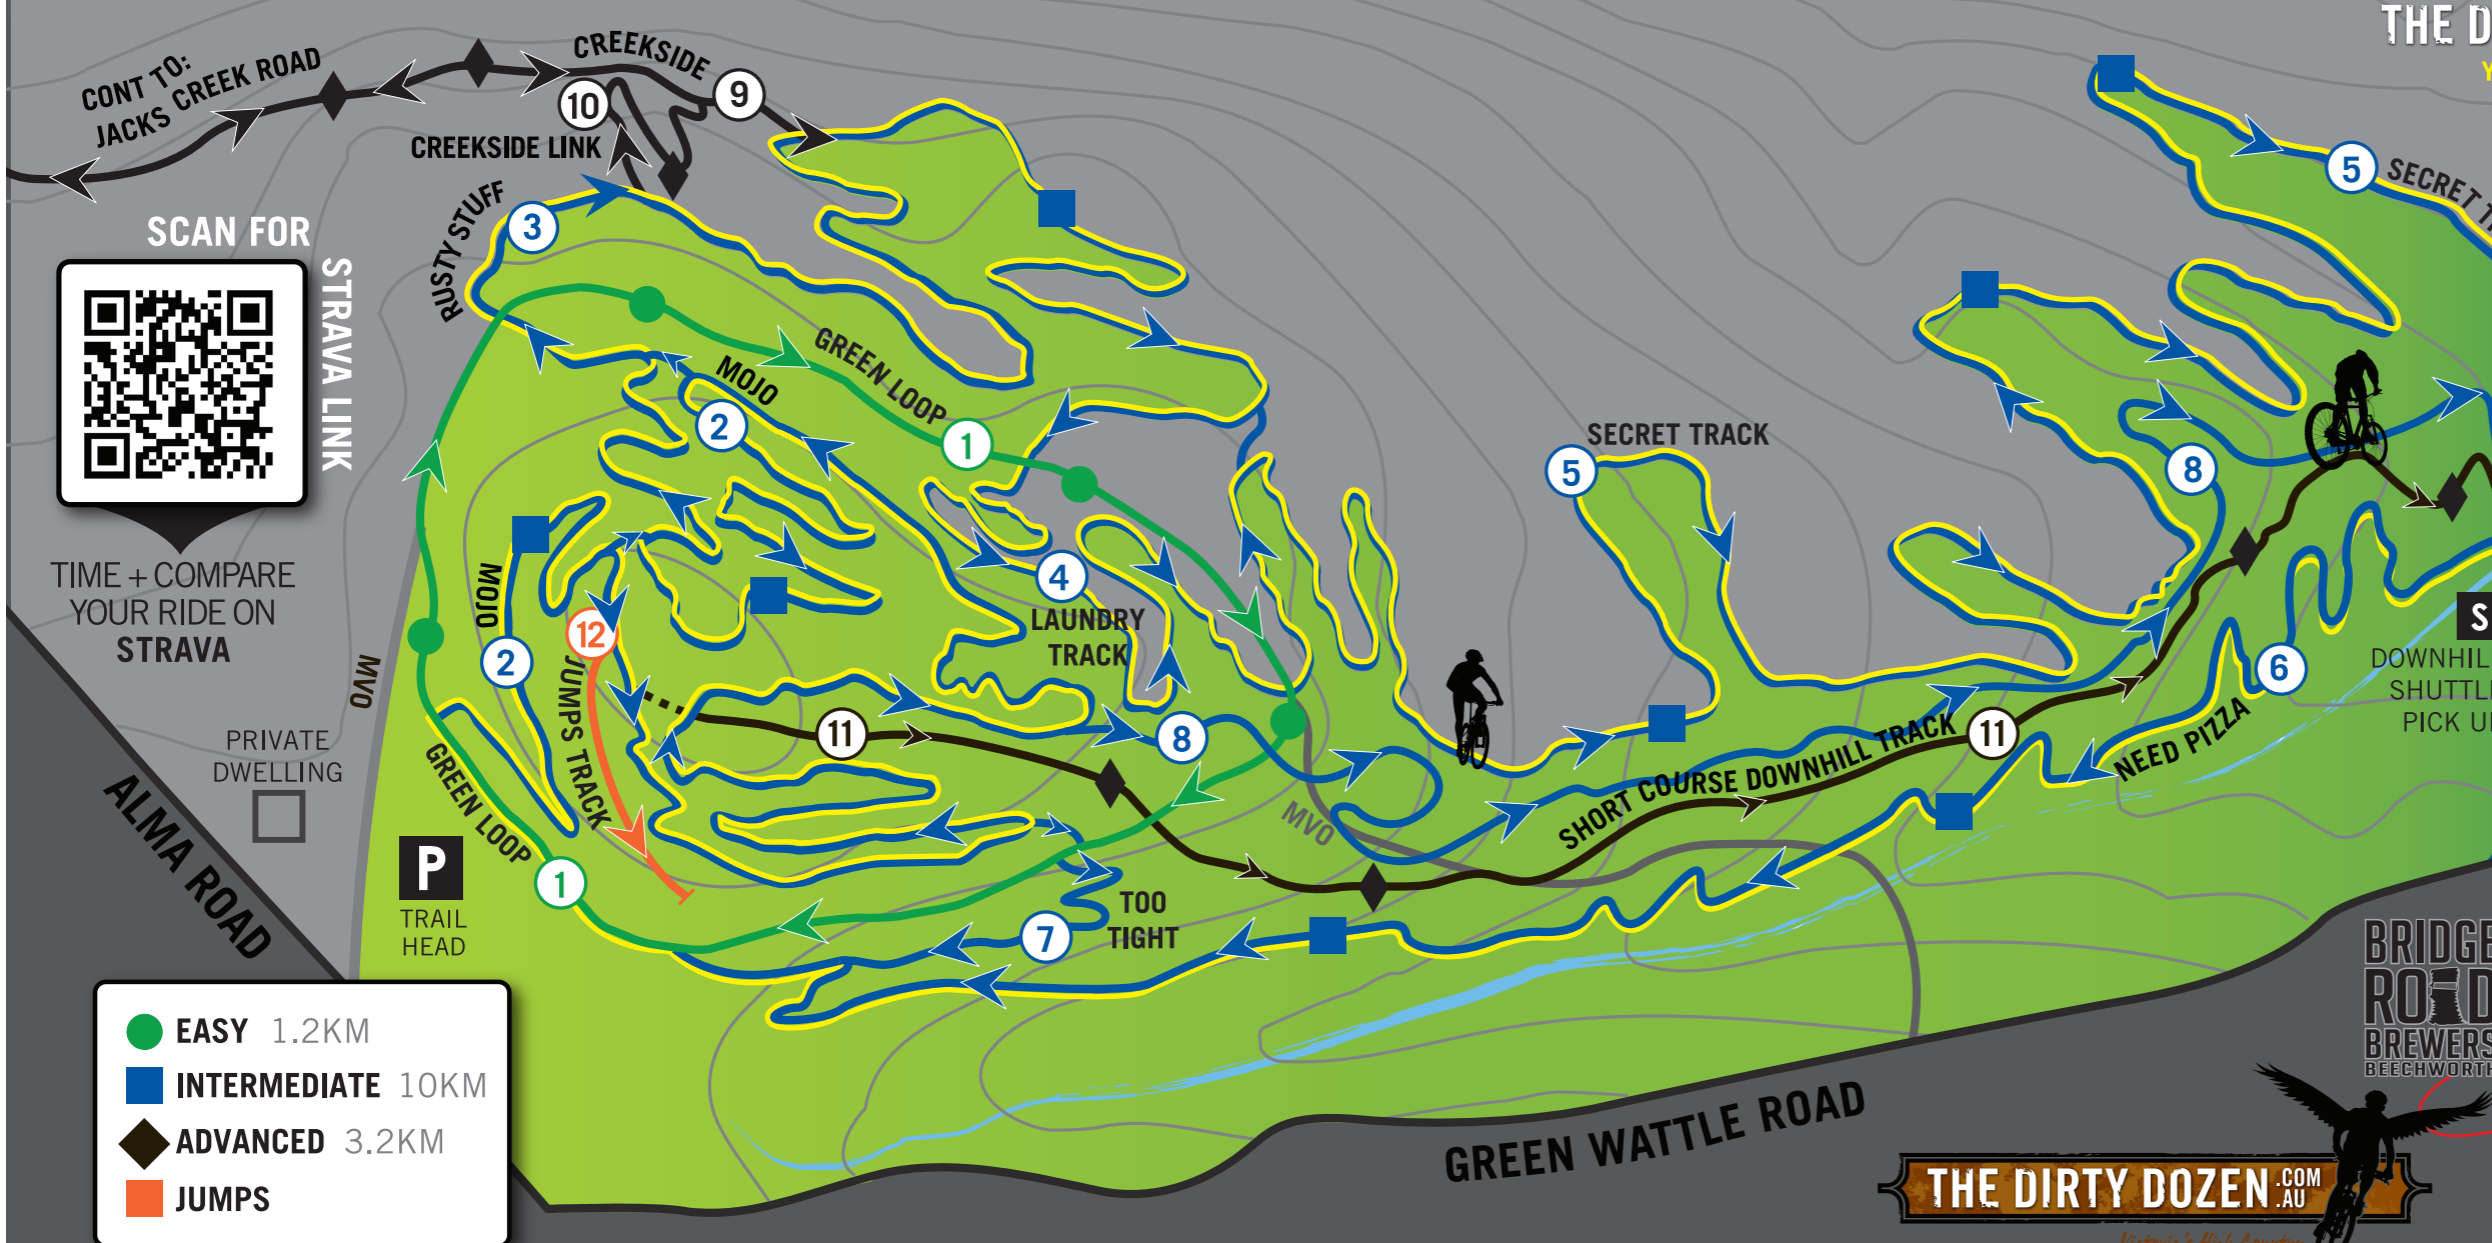 THE D
CONT TO:
JACKS CREEK ROAD
CREEKSIDE
10
9
CREEKSIDE LINK
5
SECRET T
RUSTY STUFF
3
SCAN FOR
STRAVA LINK
TIME + COMPARE
YOUR RIDE ON
STRAVA
MOJO
2
GREEN LOOP
1
SECRET TRACK
5
8
MOJO
2
12
JUMPS TRACK
4
LAUNDRY
TRACK
S
DOWNHIL
SHUTTL
PICK U
6
NEED PIZZA
MVO
PRIVATE
DWELLING
ALMA ROAD
GREEN LOOP
1
P
TRAIL
HEAD
11
8
MVO
SHORT COURSE DOWNHILL TRACK
11
TOO
TIGHT
7
BRIDGE
ROAD
BREWERS
BEECHWORTH
EASY 1.2KM
INTERMEDIATE 10KM
ADVANCED 3.2KM
JUMPS
GREEN WATTLE ROAD
THE DIRTY DOZEN .COM
.AU